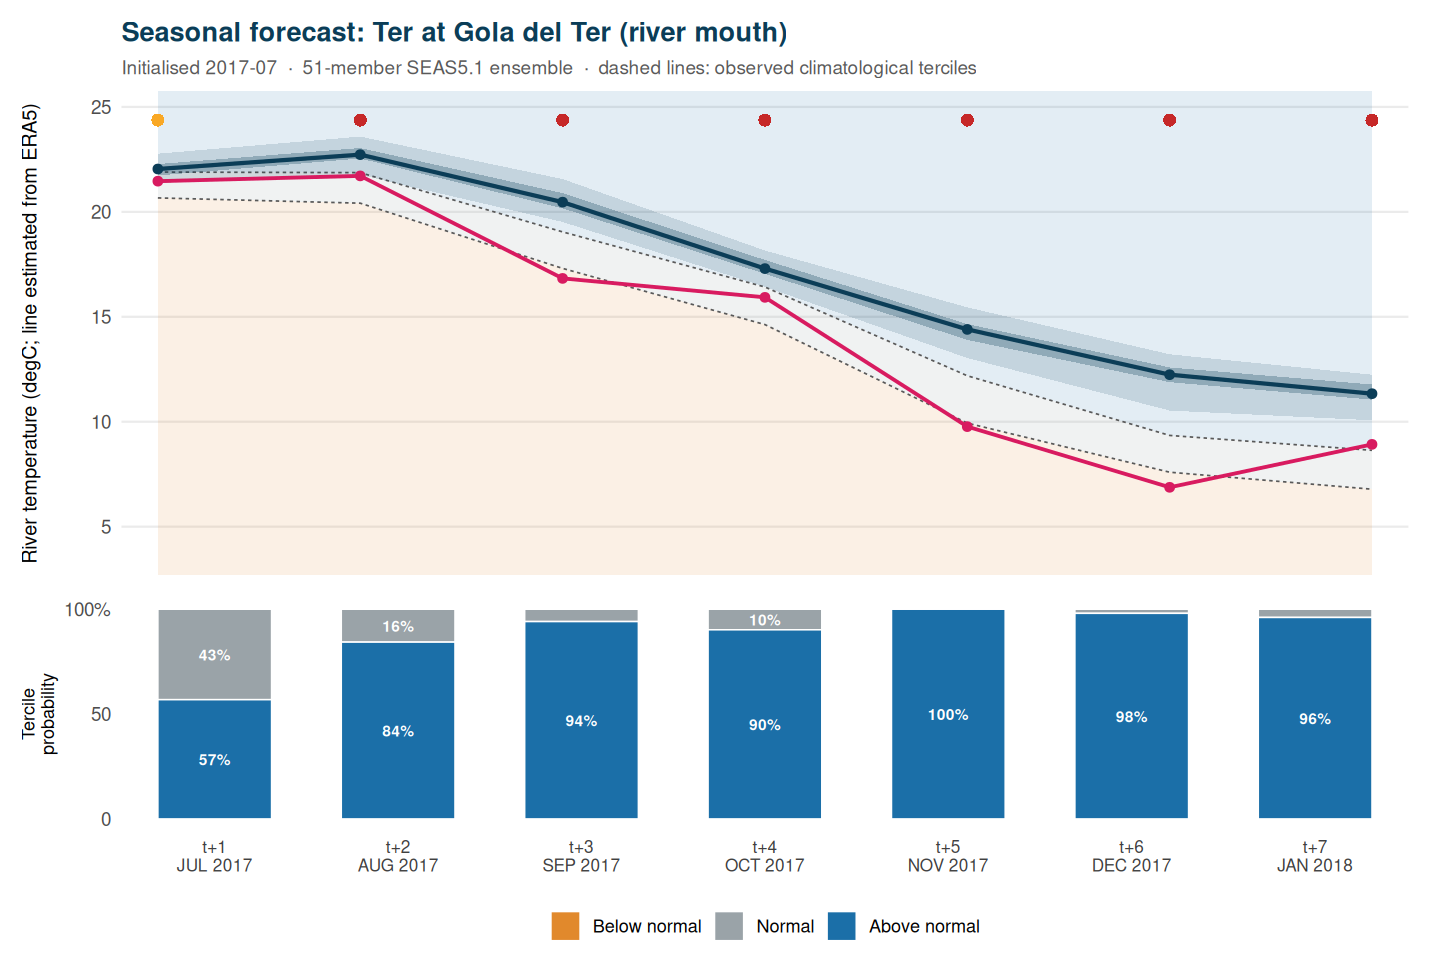 Seasonal forecast: Ter at Gola del Ter (river mouth)
Initialised 2017-07 · 51-member SEAS5.1 ensemble · dashed lines: observed climatological terciles
River temperature (degC; line estimated from ERA5)
25
20
15
10
5
Tercile
probability
100%
50
0
43%
57%
16%
84%
94%
10%
90%
100%
98%
96%
t+1
JUL 2017
t+2
AUG 2017
t+3
SEP 2017
t+4
OCT 2017
t+5
NOV 2017
t+6
DEC 2017
t+7
JAN 2018
Below normal
Normal
Above normal